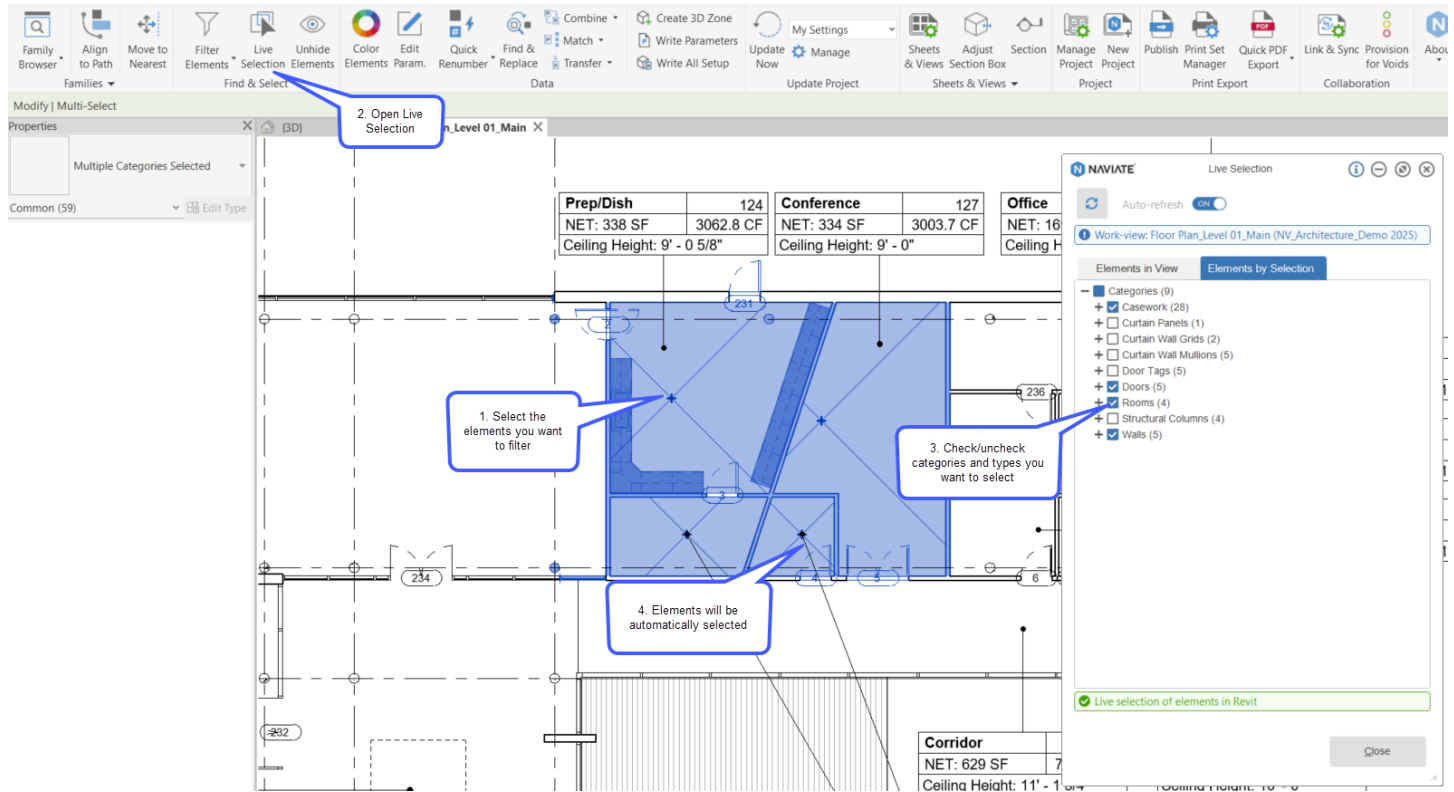 Family Browser
Align to Path
Move to Nearest
Filter Elements
Live Selection
Unhide Elements
Color Elements
Edit Param.
Quick Renumber
Find & Replace
Combine
Match
Transfer
Create 3D Zone
Write Parameters
Write All Setup
Update Now
My Settings
Manage
Sheets & Views
Adjust Section Box
Section
Manage Project
New Project
Publish
Print Set Manager
Quick PDF Export
Link & Sync
Provision for Voids
Families
Find & Select
Data
Update Project
Sheets & Views
Project
Print Export
Collaboration
Modify | Multi-Select
Properties
{3D}
n_Level 01_Main
2. Open Live
Selection
Multiple Categories Selected
Common (59)
Edit Type
Prep/Dish 124
NET: 338 SF 3062.8 CF
Ceiling Height: 9' - 0 5/8"
Conference 127
NET: 334 SF 3003.7 CF
Ceiling Height: 9' - 0"
Office
NET: 16
Ceiling H
231
2
236
3
4
5
6
234
232
1. Select the
elements you want
to filter
3. Check/uncheck
categories and types you
want to select
4. Elements will be
automatically selected
Corridor
NET: 629 SF 7
NAVIATE
Live Selection
Auto-refresh ON
Work-view: Floor Plan_Level 01_Main (NV_Architecture_Demo 2025)
Elements in View
Elements by Selection
Categories (9)
Casework (28)
Curtain Panels (1)
Curtain Wall Grids (2)
Curtain Wall Mullions (5)
Door Tags (5)
Doors (5)
Rooms (4)
Structural Columns (4)
Walls (5)
Live selection of elements in Revit
Close